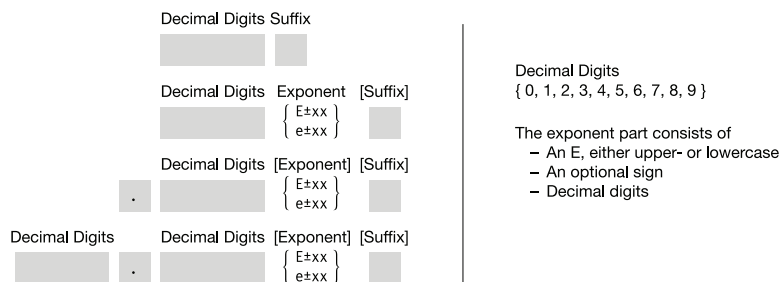 Decimal Digits Suffix
Decimal Digits Exponent [Suffix]
{ E±xx }
{ e±xx }
Decimal Digits [Exponent] [Suffix]
.
{ E±xx }
{ e±xx }
Decimal Digits Decimal Digits [Exponent] [Suffix]
.
{ E±xx }
{ e±xx }
Decimal Digits
{ 0, 1, 2, 3, 4, 5, 6, 7, 8, 9 }
The exponent part consists of
– An E, either upper- or lowercase
– An optional sign
– Decimal digits